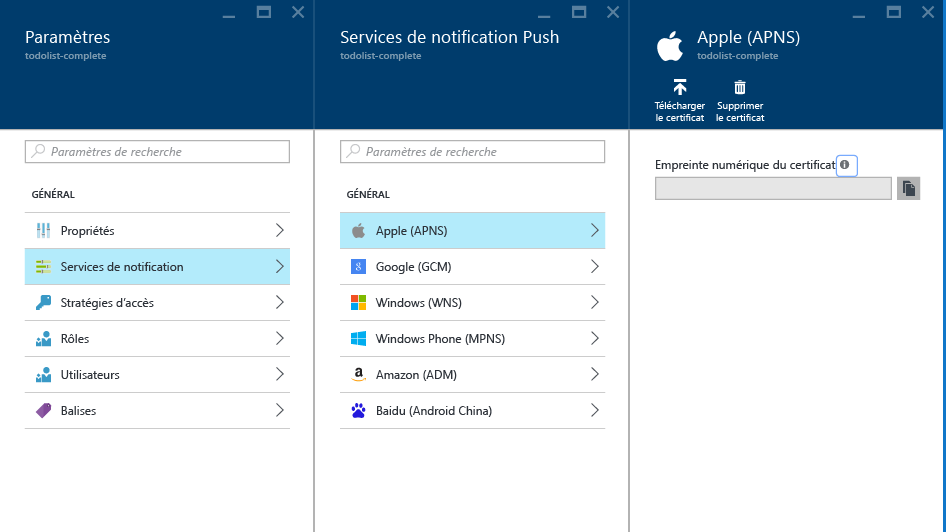 Paramètres
todolist-complete
Paramètres de recherche
GÉNÉRAL
Propriétés
Services de notification
Stratégies d'accès
Rôles
Utilisateurs
Balises
Services de notification Push
todolist-complete
Paramètres de recherche
GÉNÉRAL
Apple (APNS)
Google (GCM)
Windows (WNS)
Windows Phone (MPNS)
Amazon (ADM)
Baidu (Android China)
Apple (APNS)
todolist-complete
Télécharger
le certificat
Supprimer
le certificat
Empreinte numérique du certificat